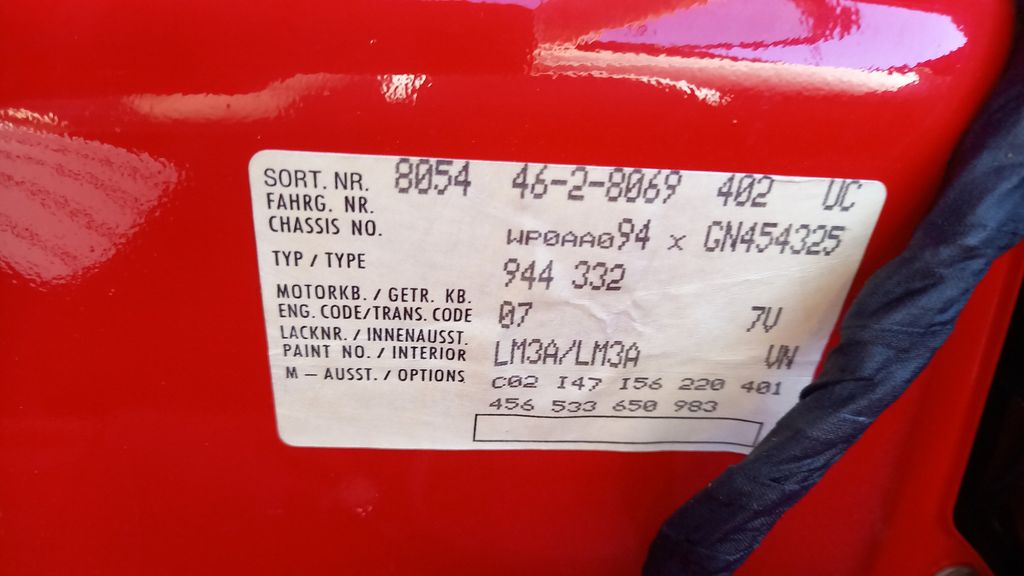 SORT. NR. 8054 46-2-8069 402 UC
FAHRG. NR.
CHASSIS NO. WP0AA094 x GN454325
TYP / TYPE 944 332
MOTORKB. / GETR. KB.
ENG. CODE/TRANS. CODE 07 7V
LACKNR. / INNENAUSST.
PAINT NO. / INTERIOR LM3A/LM3A VN
M – AUSST. / OPTIONS C02 I47 I56 220 401
456 533 650 983